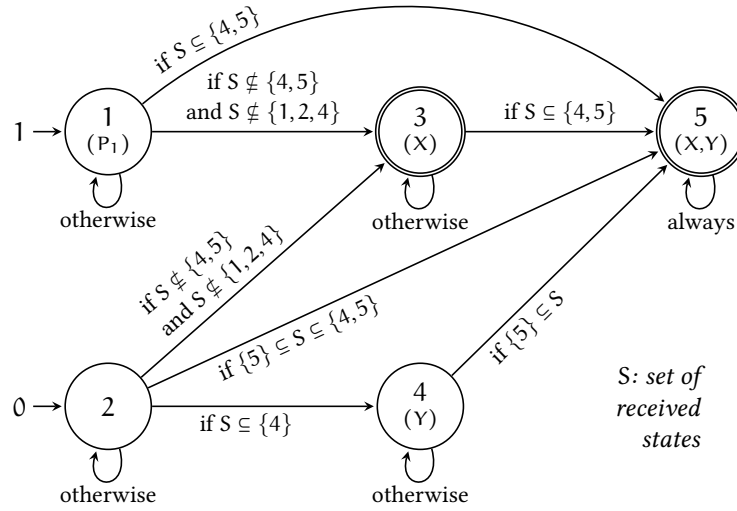 if S ⊆ {4,5}
if S ⊈ {4,5}
and S ⊈ {1,2,4}
1
1
(P₁)
3
(X)
if S ⊆ {4,5}
5
(X,Y)
otherwise
otherwise
always
if S ⊈ {4,5}
and S ⊈ {1,2,4}
if {5} ⊆ S ⊆ {4,5}
if {5} ⊆ S
0
2
if S ⊆ {4}
4
(Y)
S: set of
received
states
otherwise
otherwise